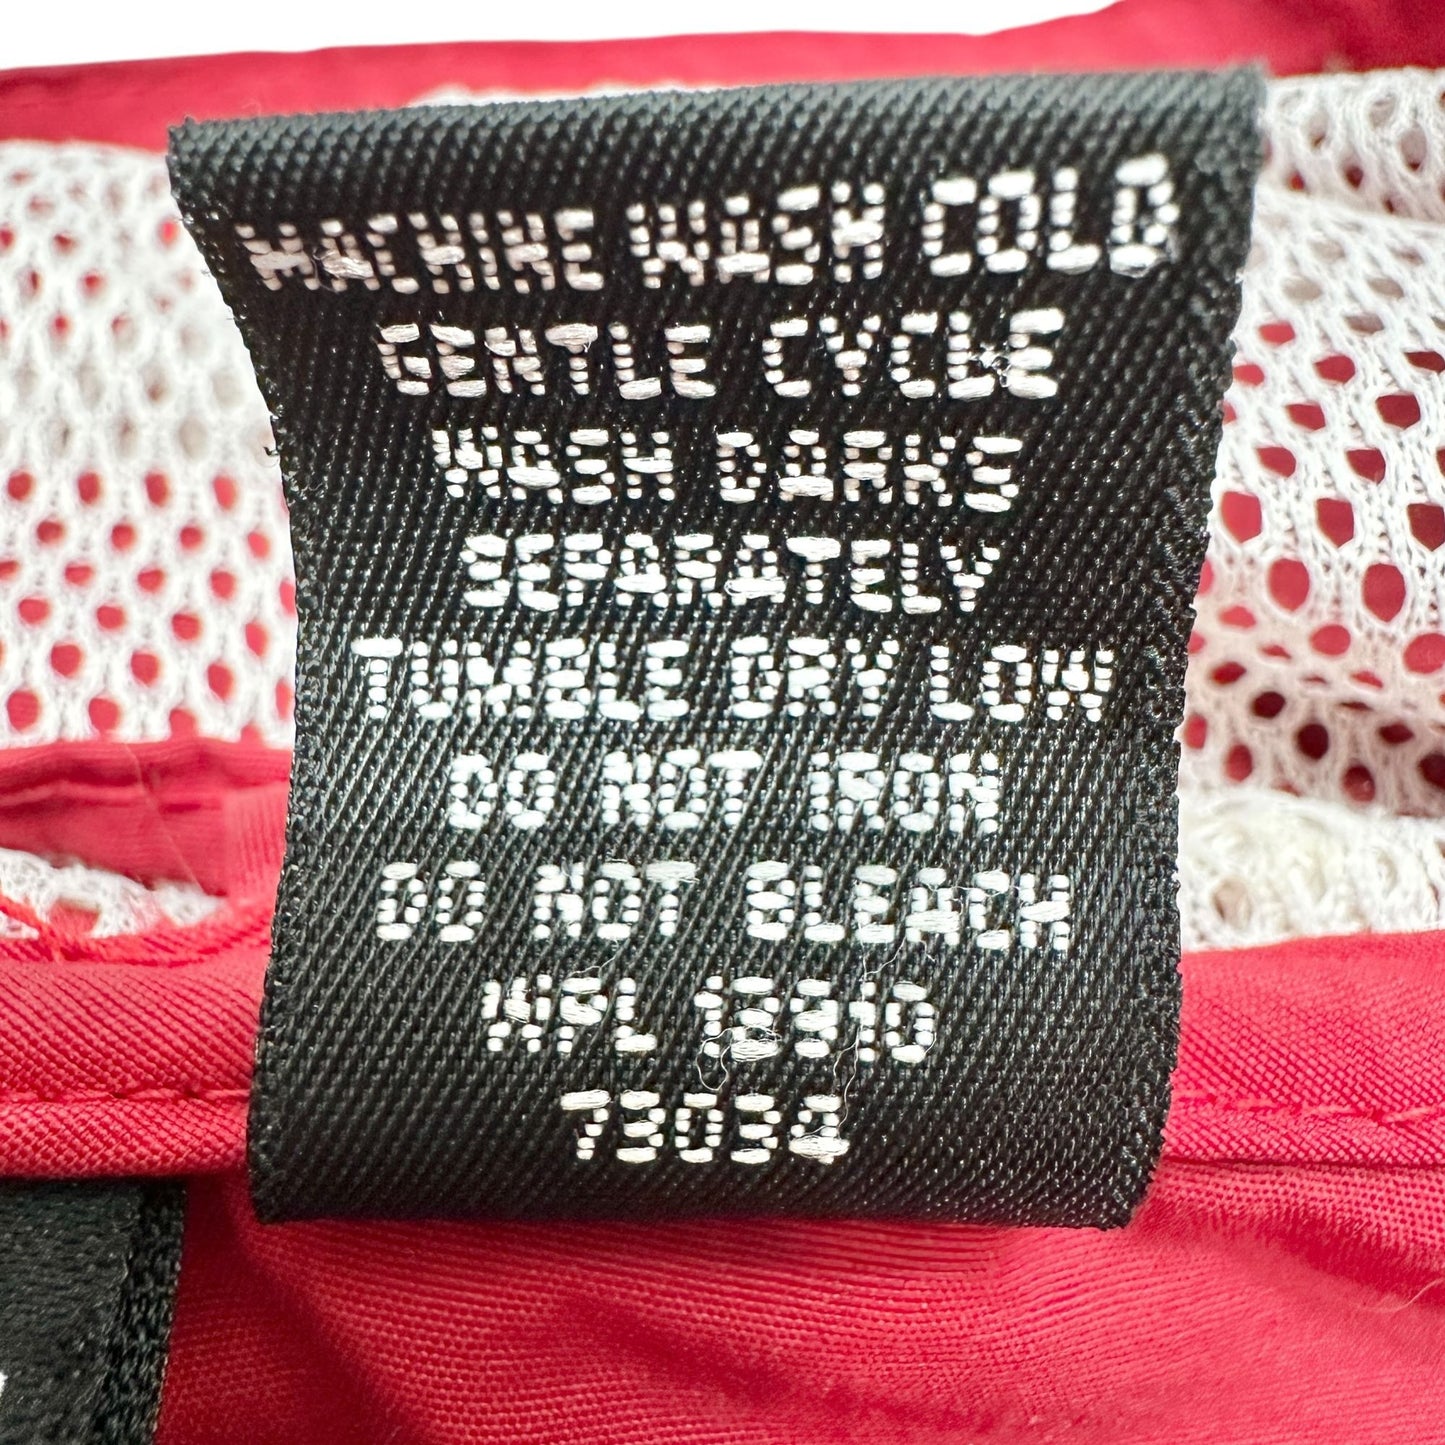 MACHINE WASH COLD
GENTLE CYCLE
WASH DARKS
SEPARATELY
TUMBLE DRY LOW
DO NOT IRON
DO NOT BLEACH
WPL 13910
73034